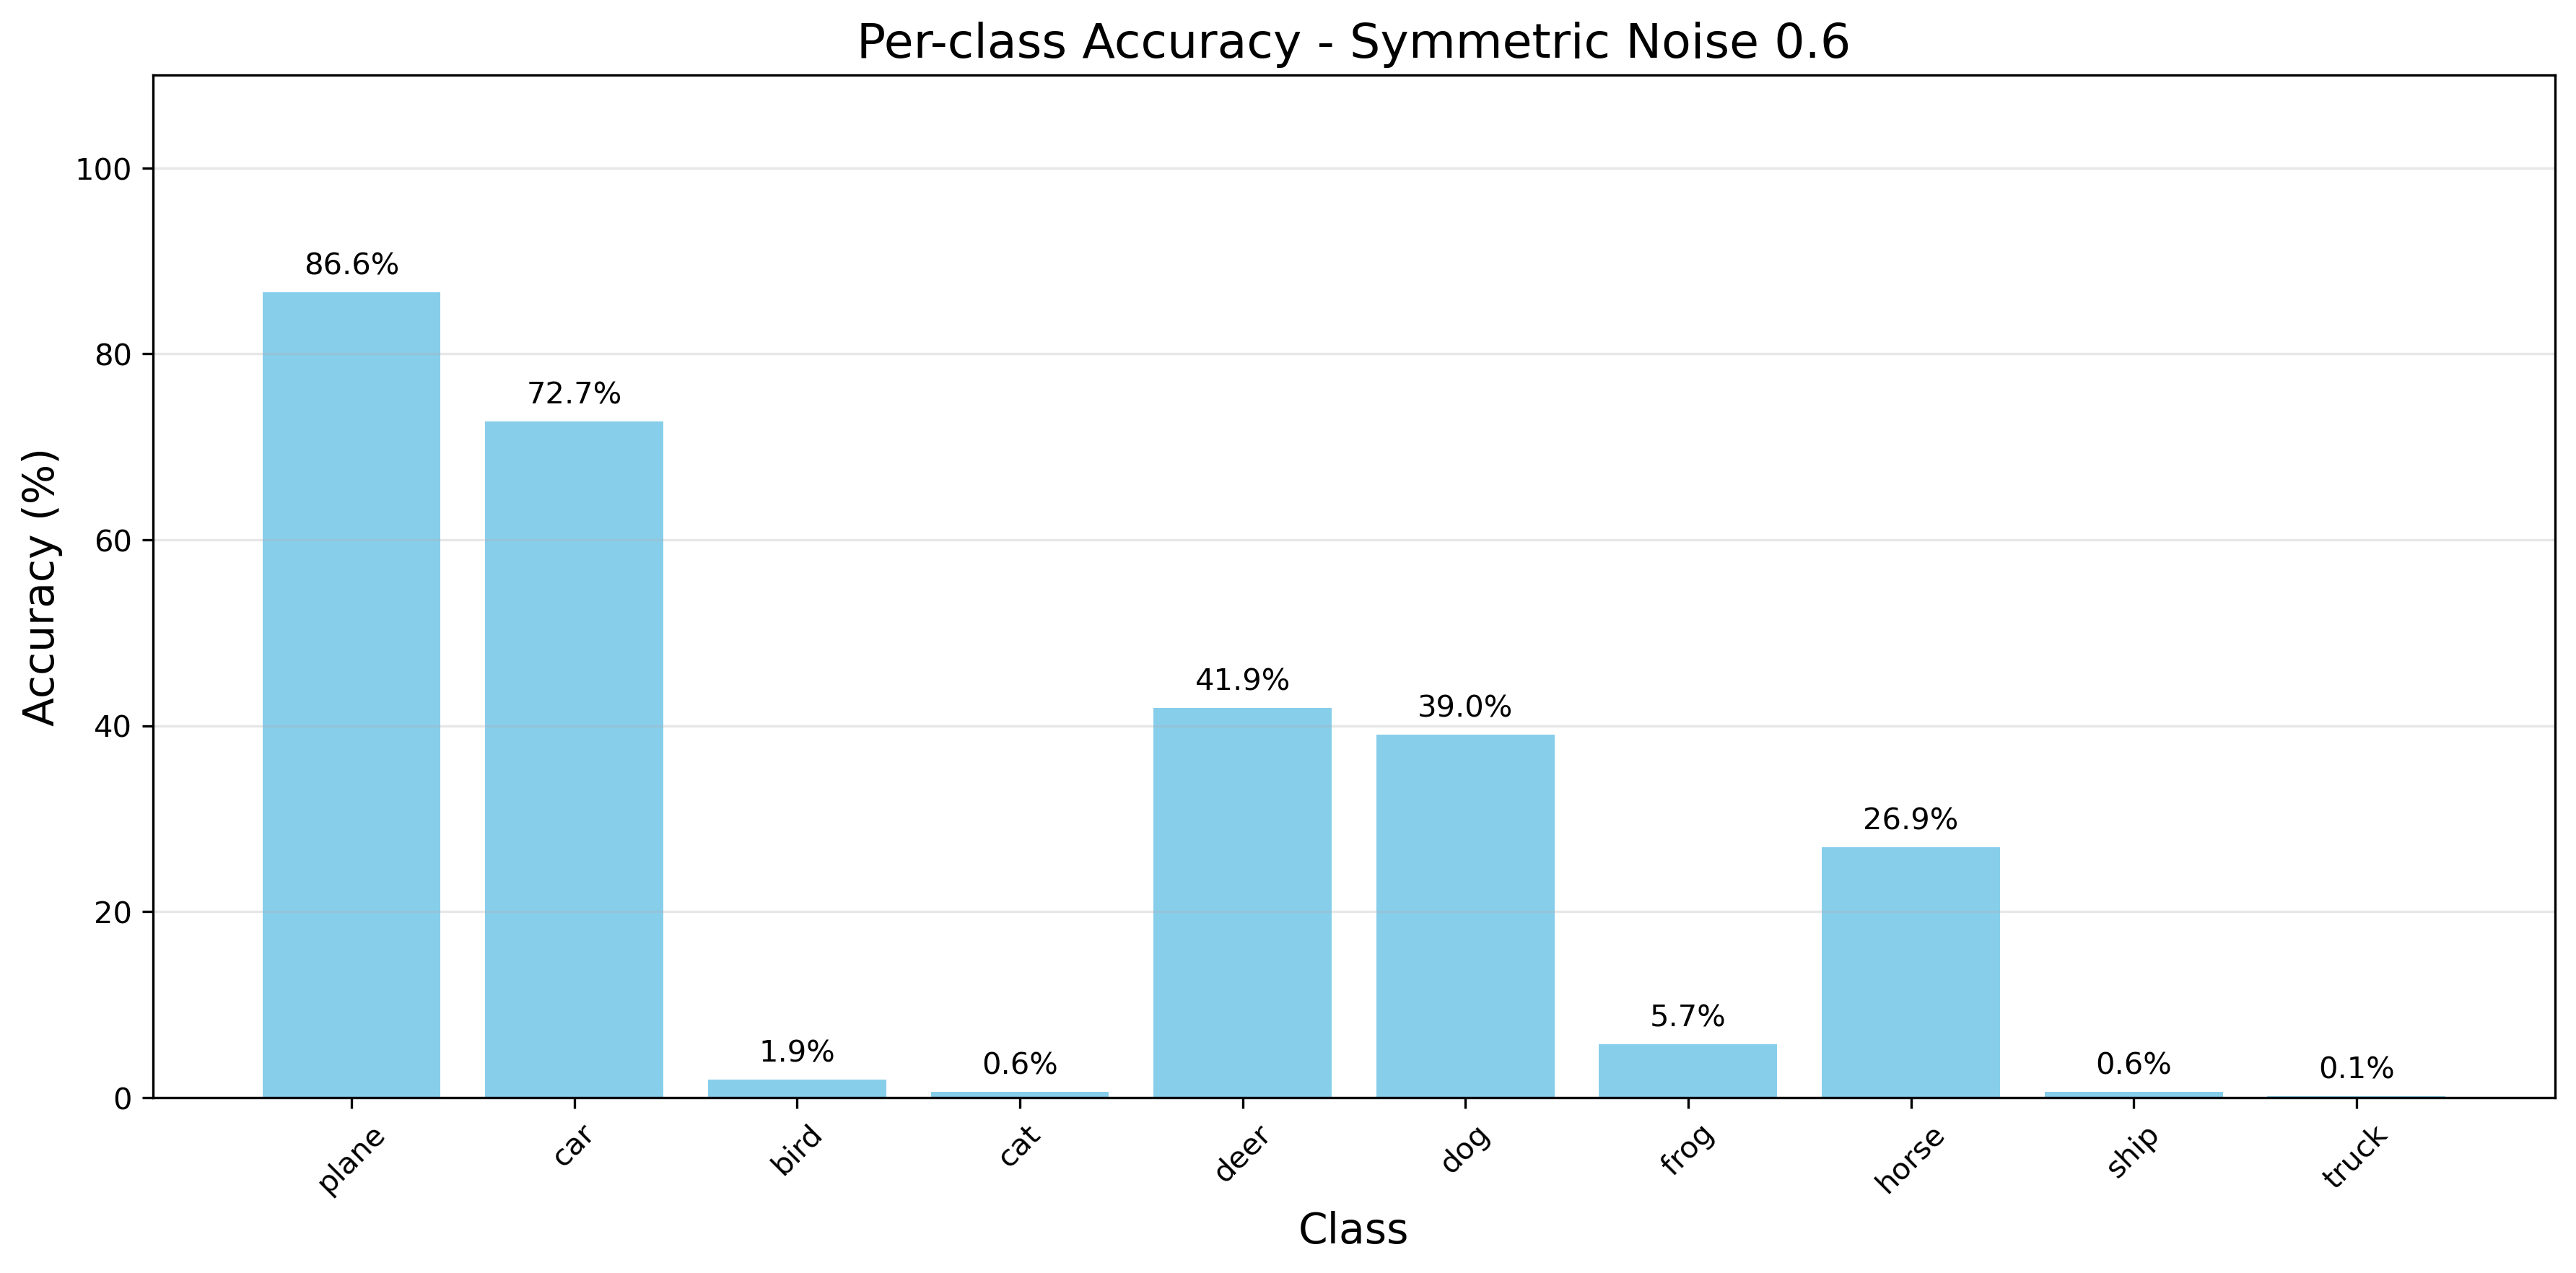 Per-class Accuracy - Symmetric Noise 0.6
Accuracy (%)
100
80
60
40
20
0
86.6%
72.7%
1.9%
0.6%
41.9%
39.0%
5.7%
26.9%
0.6%
0.1%
plane
car
bird
cat
deer
dog
frog
horse
ship
truck
Class